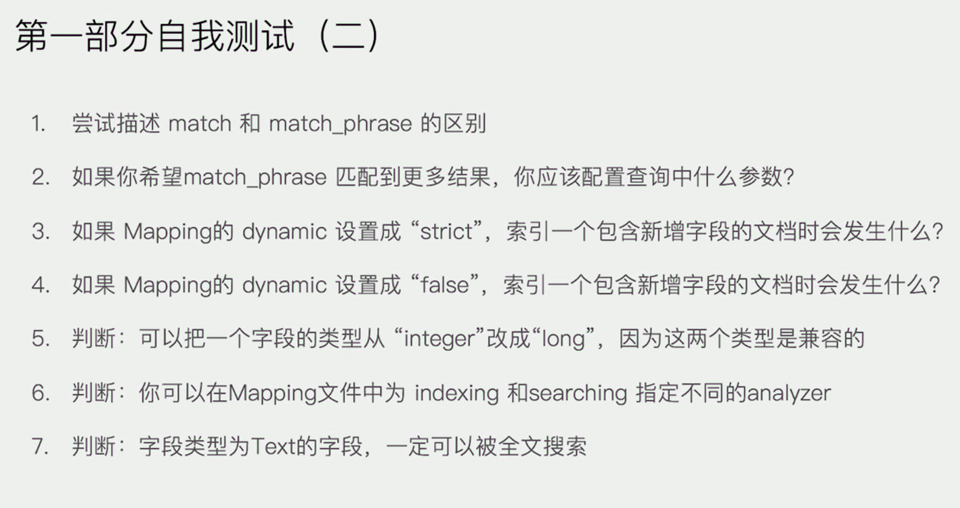 第一部分自我测试（二）
1. 尝试描述 match 和 match_phrase 的区别
2. 如果你希望match_phrase 匹配到更多结果，你应该配置查询中什么参数？
3. 如果 Mapping的 dynamic 设置成 “strict”，索引一个包含新增字段的文档时会发生什么？
4. 如果 Mapping的 dynamic 设置成 “false”，索引一个包含新增字段的文档时会发生什么？
5. 判断：可以把一个字段的类型从 “integer”改成“long”，因为这两个类型是兼容的
6. 判断：你可以在Mapping文件中为 indexing 和searching 指定不同的analyzer
7. 判断：字段类型为Text的字段，一定可以被全文搜索